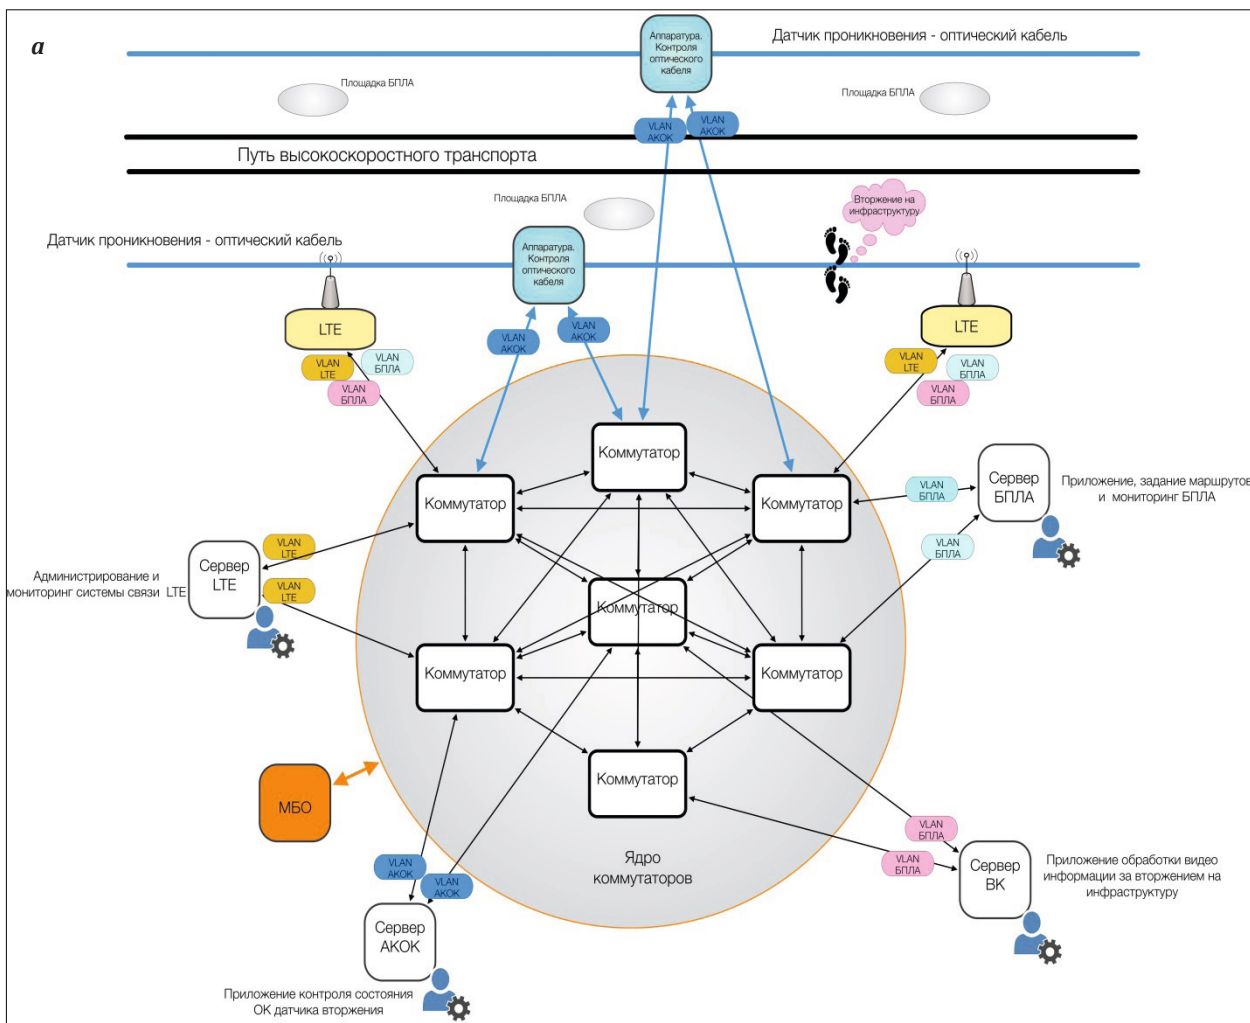 а
Аппаратура.
Контроля
оптического
кабеля
Датчик проникновения - оптический кабель
Площадка БПЛА
Площадка БПЛА
VLAN
АКОК
VLAN
АКОК
Путь высокоскоростного транспорта
Площадка БПЛА
Вторжение на
инфраструктуру
Датчик проникновения - оптический кабель
Аппаратура.
Контроля
оптического
кабеля
LTE
LTE
VLAN
АКОК
VLAN
АКОК
VLAN
LTE
VLAN
БПЛА
VLAN
БПЛА
VLAN
LTE
VLAN
БПЛА
VLAN
БПЛА
Коммутатор
Коммутатор
Коммутатор
VLAN
БПЛА
Сервер
БПЛА
Приложение, задание маршрутов
и мониторинг БПЛА
VLAN
БПЛА
VLAN
LTE
Сервер
LTE
VLAN
LTE
Администрирование и
мониторинг системы связи LTE
Коммутатор
Коммутатор
Коммутатор
Коммутатор
МБО
Ядро
коммутаторов
VLAN
БПЛА
VLAN
БПЛА
Сервер
ВК
Приложение обработки видео
информации за вторжением на
инфраструктуру
VLAN
АКОК
VLAN
АКОК
Сервер
АКОК
Приложение контроля состояния
ОК датчика вторжения